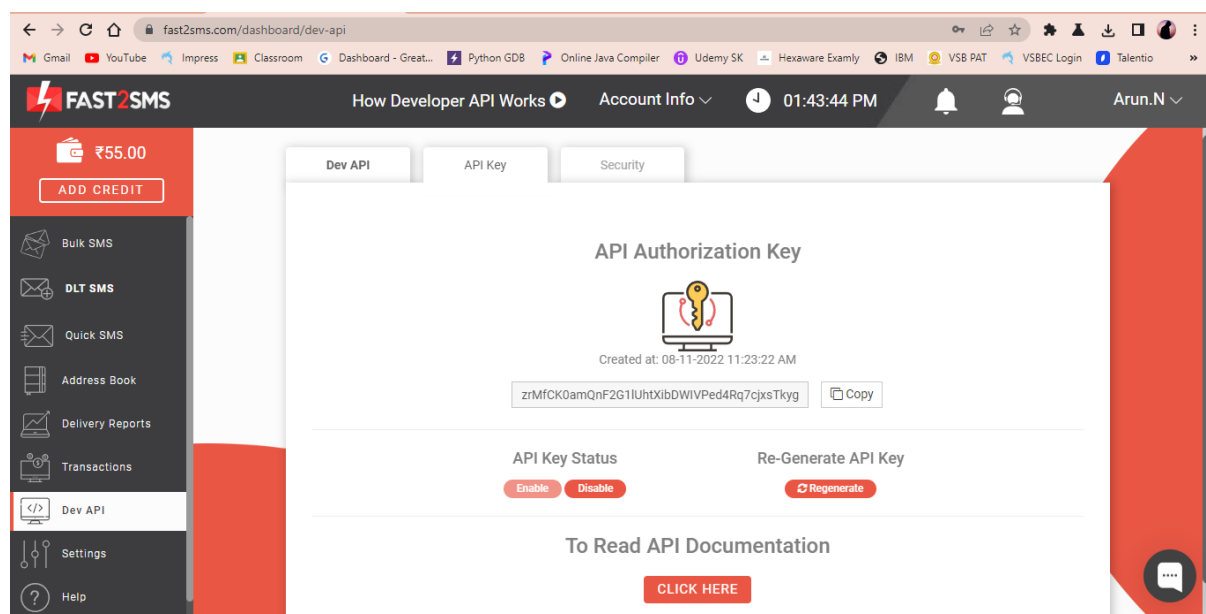 fast2sms.com/dashboard/dev-api
Gmail YouTube Impress Classroom Dashboard - Great... Python GDB Online Java Compiler Udemy SK Hexaware Examly IBM VSB PAT VSBEC Login Talentio »
FAST2SMS How Developer API Works Account Info 01:43:44 PM Arun.N
₹55.00
ADD CREDIT
Bulk SMS
DLT SMS
Quick SMS
Address Book
Delivery Reports
Transactions
Dev API
Settings
Help
Dev API API Key Security
API Authorization Key
Created at: 08-11-2022 11:23:22 AM
zrMfCK0amQnF2G1lUhtXibDWIVPed4Rq7cjxsTkyg Copy
API Key Status Re-Generate API Key
Enable Disable Regenerate
To Read API Documentation
CLICK HERE